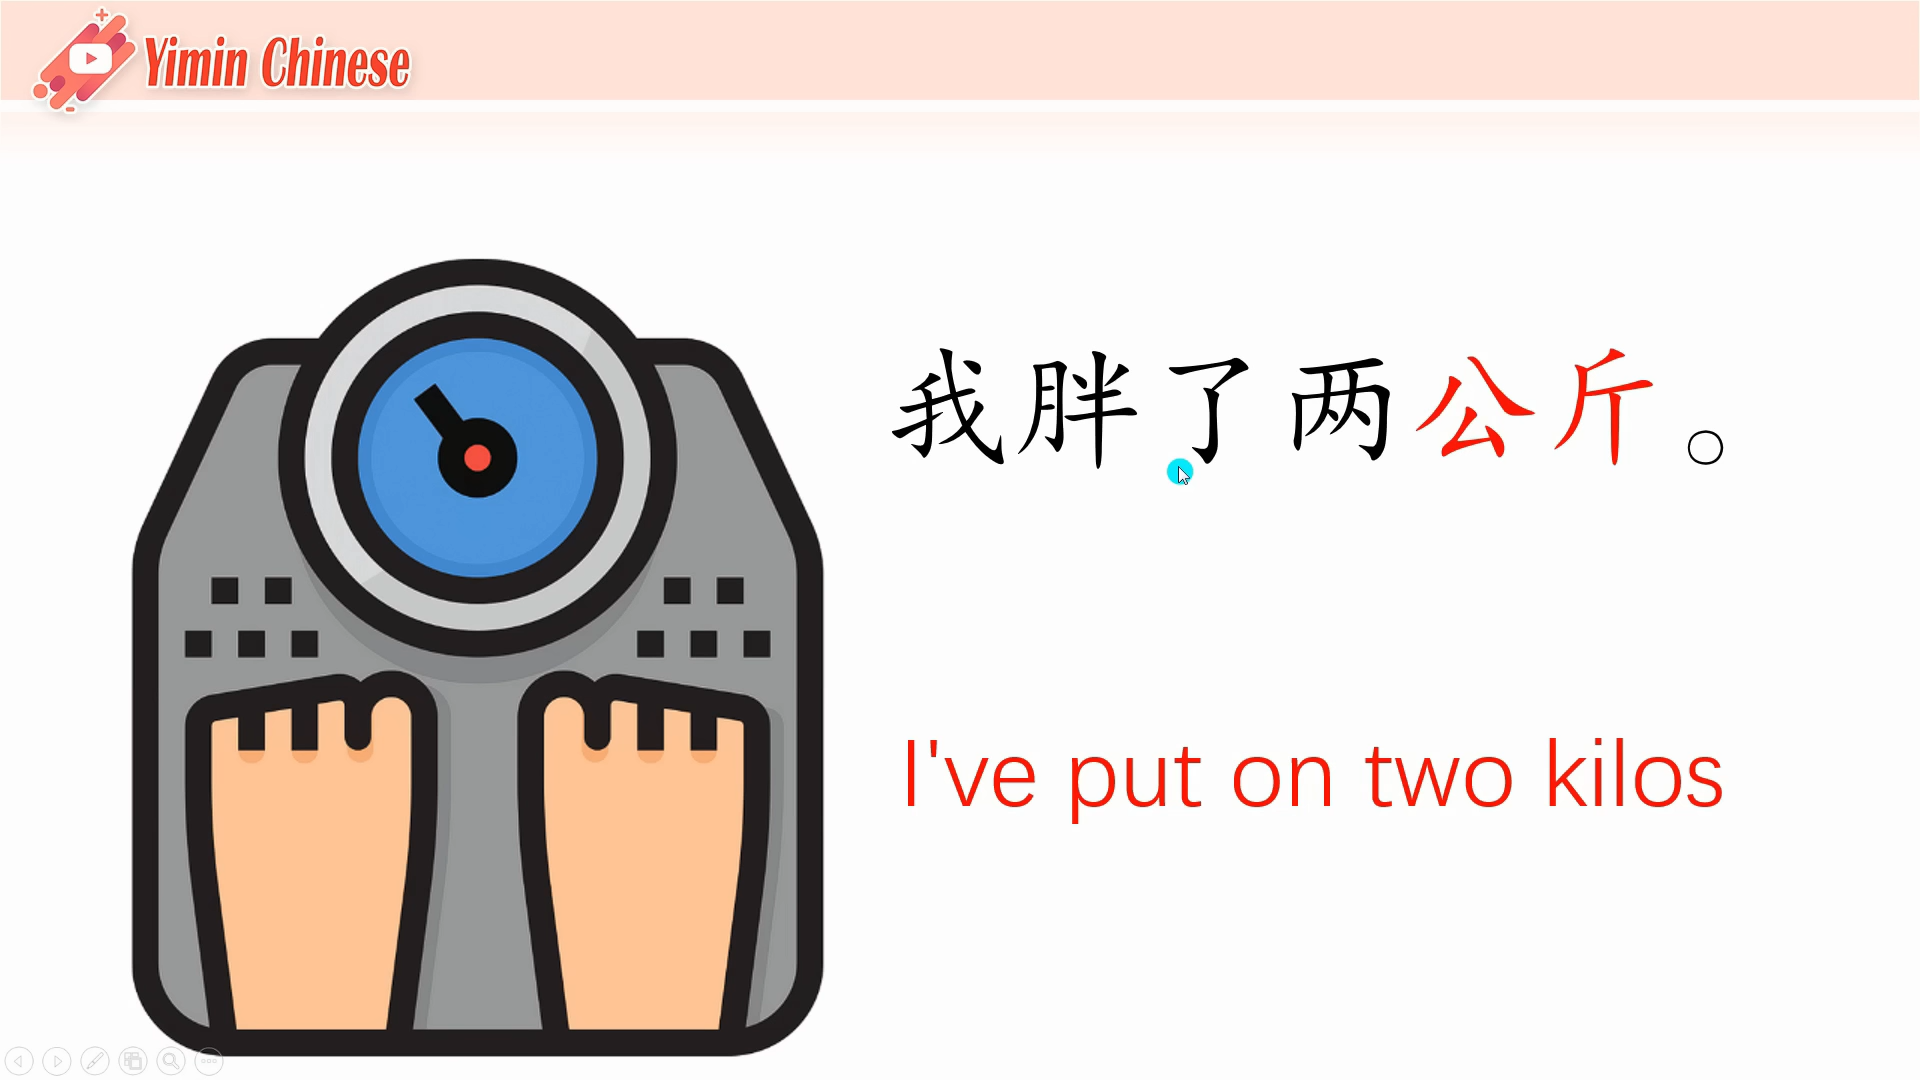 Yimin Chinese
我胖了两公斤。
I've put on two kilos